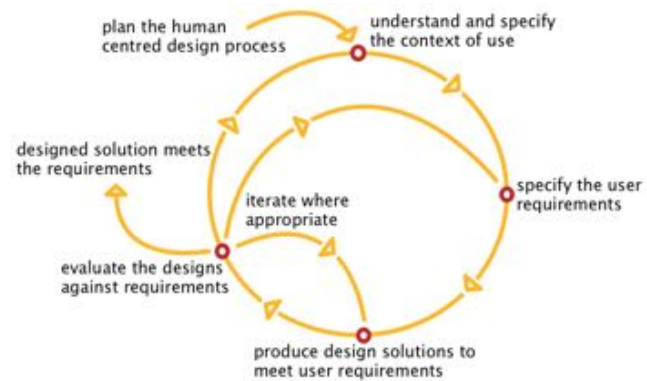 plan the human
centred design process
understand and specify
the context of use
designed solution meets
the requirements
iterate where
appropriate
specify the user
requirements
evaluate the designs
against requirements
produce design solutions to
meet user requirements